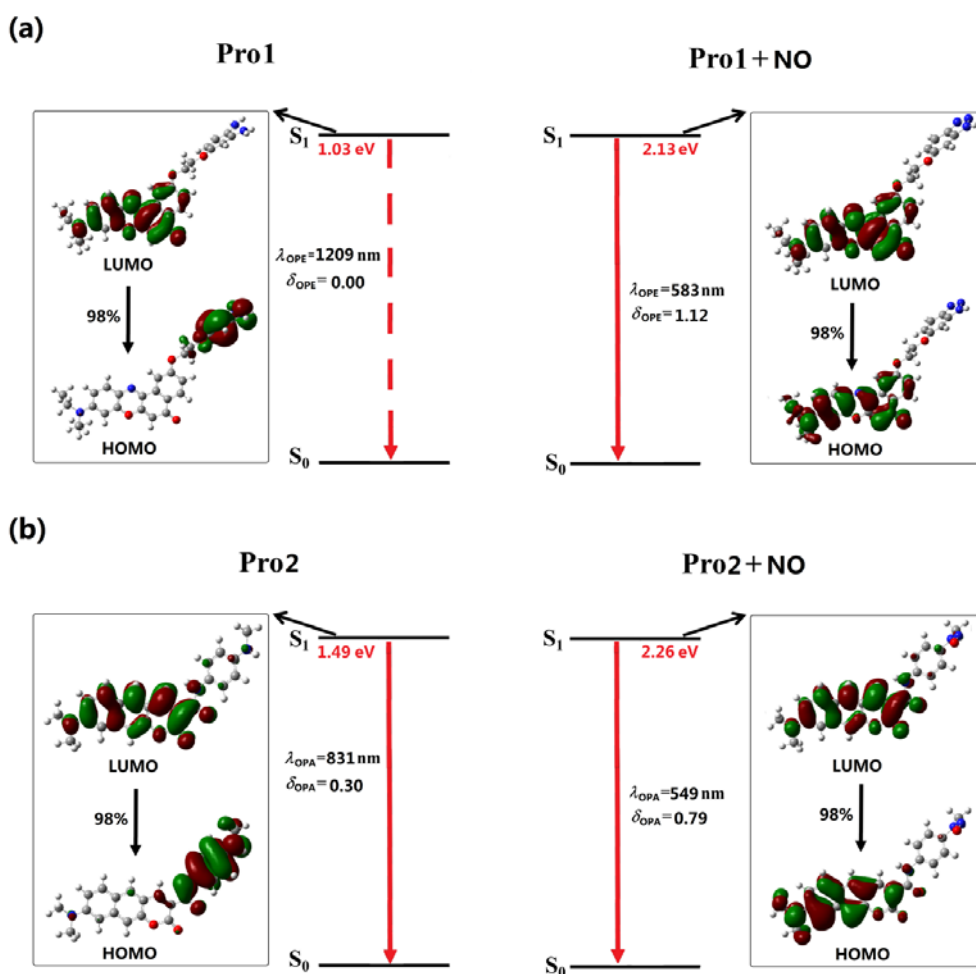 (a)
Pro1
Pro1 + NO
S1
1.03 eV
S1
2.13 eV
LUMO
λOPE=1209 nm
δOPE= 0.00
LUMO
λOPE=583nm
δOPE= 1.12
98%
98%
HOMO
HOMO
S0
S0
(b)
Pro2
Pro2 + NO
S1
1.49 eV
S1
2.26 eV
LUMO
λOPA=831 nm
δOPA= 0.30
LUMO
λOPA=549 nm
δOPA= 0.79
98%
98%
HOMO
HOMO
S0
S0